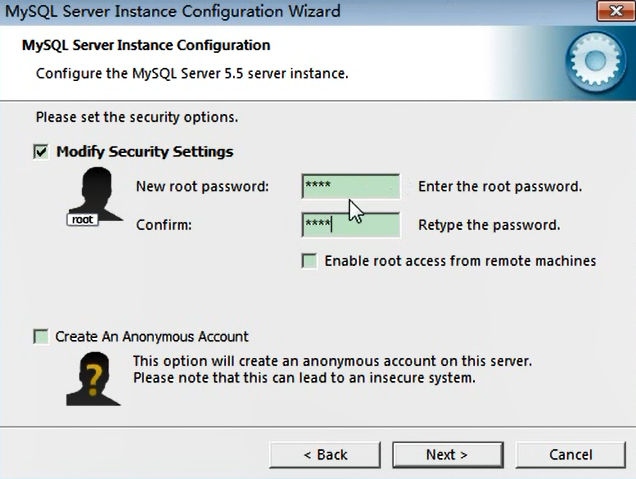 MySQL Server Instance Configuration Wizard
MySQL Server Instance Configuration
Configure the MySQL Server 5.5 server instance.
Please set the security options.
Modify Security Settings
New root password: **** Enter the root password.
root
Confirm: **** Retype the password.
Enable root access from remote machines
Create An Anonymous Account
This option will create an anonymous account on this server.
Please note that this can lead to an insecure system.
< Back Next > Cancel